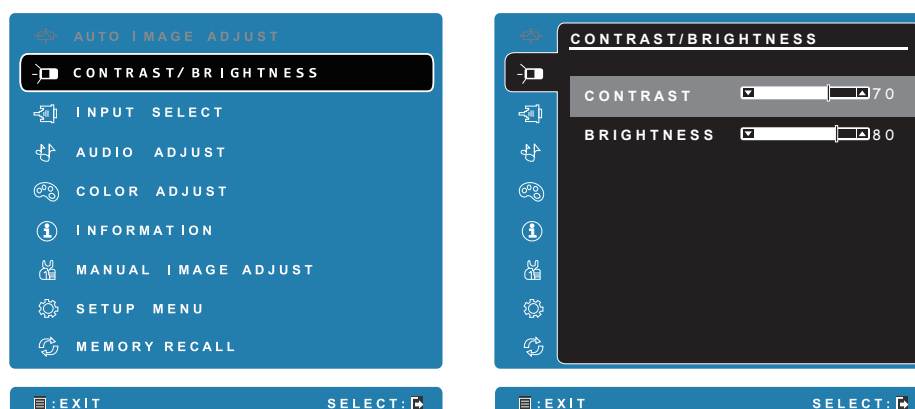 AUTO IMAGE ADJUST
CONTRAST/BRIGHTNESS
INPUT SELECT
AUDIO ADJUST
COLOR ADJUST
INFORMATION
MANUAL IMAGE ADJUST
SETUP MENU
MEMORY RECALL
:EXIT SELECT:
CONTRAST/BRIGHTNESS
CONTRAST 70
BRIGHTNESS 80
:EXIT SELECT: